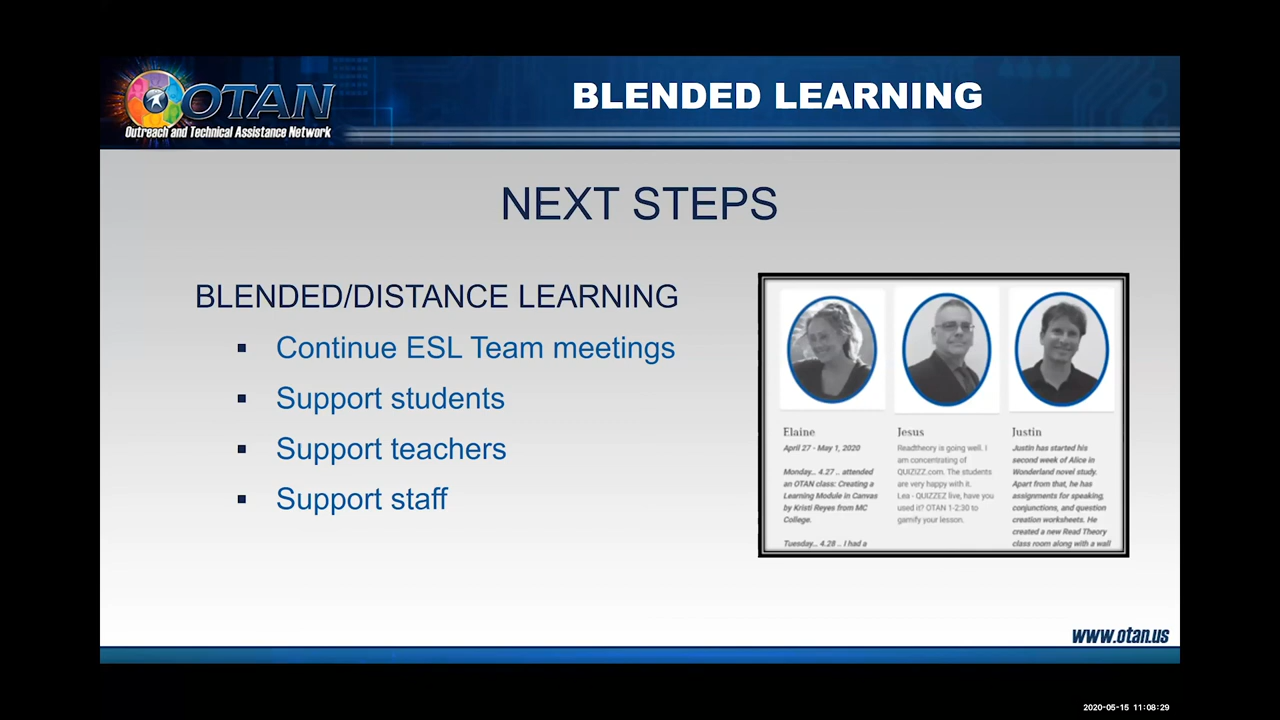 OTAN
Outreach and Technical Assistance Network
BLENDED LEARNING
NEXT STEPS
BLENDED/DISTANCE LEARNING
▪ Continue ESL Team meetings
▪ Support students
▪ Support teachers
▪ Support staff
Elaine
April 27 - May 1, 2020
Monday... 4.27 .. attended
an OTAN class: Creating a
Learning Module in Canvas
by Kristi Reyes from MC
College.
Tuesday... 4.28 .. I had a
Jesus
Readtheory is going well. I
am concentrating of
QUIZIZZ.com. The students
are very happy with it.
Lea - QUIZZEZ live, have you
used it? OTAN 1-2:30 to
gamify your lesson.
Justin
Justin has started his
second week of Alice in
Wonderland novel study.
Apart from that, he has
assignments for speaking,
conjunctions, and question
creation worksheets. He
created a new Read Theory
class room along with a wall
www.otan.us
2020-05-15 11:08:29